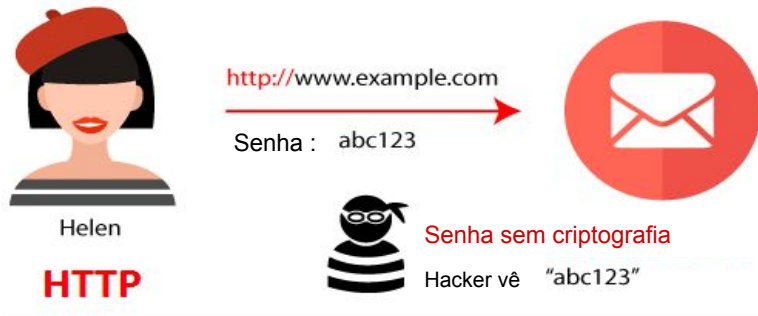 http://www.example.com
Senha : abc123
Helen
HTTP
Senha sem criptografia
Hacker vê "abc123"